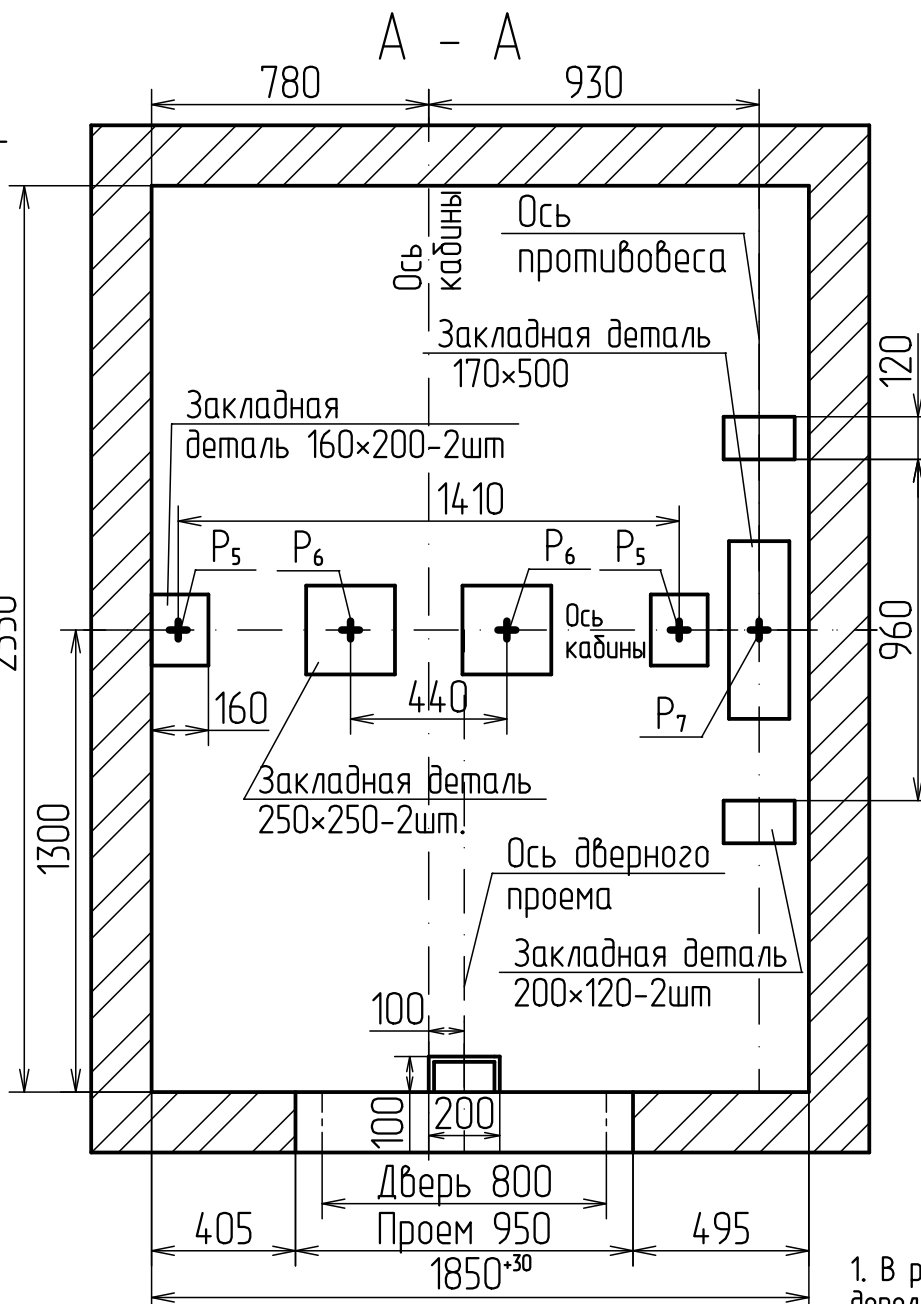 А - А
780
930
Ось
кабины
Ось
противовеса
Закладная деталь
170×500
120
Закладная
деталь 160×200-2шт
1410
P₅
P₆
P₆
P₅
Ось
кабины
960
160
440
P₇
1300
Закладная деталь
250×250-2шт.
Ось дверного
проема
Закладная деталь
200×120-2шт
100
100
200
Дверь 800
405
Проем 950
495
1850⁺³⁰
1. В р